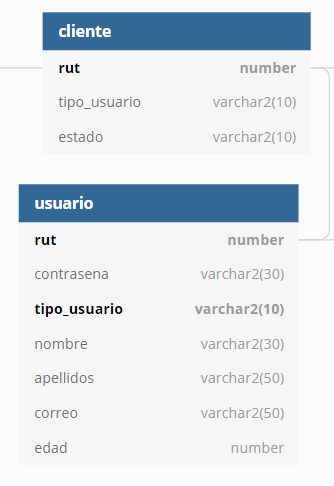 cliente
rut number
tipo_usuario varchar2(10)
estado varchar2(10)
usuario
rut number
contrasena varchar2(30)
tipo_usuario varchar2(10)
nombre varchar2(30)
apellidos varchar2(50)
correo varchar2(50)
edad number